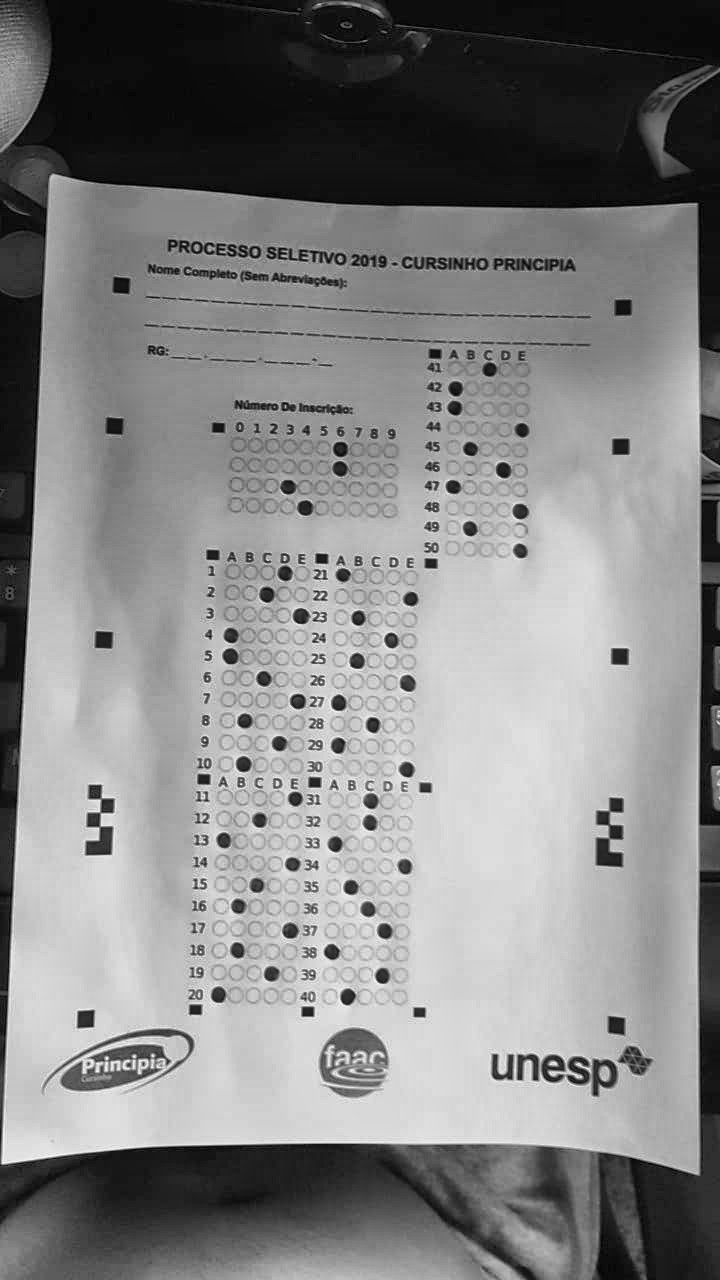 PROCESSO SELETIVO 2019 - CURSINHO PRINCIPIA
Nome Completo (Sem Abreviações):
RG:___.____.____-__
Número De Inscrição:
0 1 2 3 4 5 6 7 8 9
A B C D E
41
42
43
44
45
46
47
48
49
50
A B C D E A B C D E
1 21
2 22
3 23
4 24
5 25
6 26
7 27
8 28
9 29
10 30
A B C D E A B C D E
11 31
12 32
13 33
14 34
15 35
16 36
17 37
18 38
19 39
20 40
Principia
Cursinho
faac
unesp
*
8